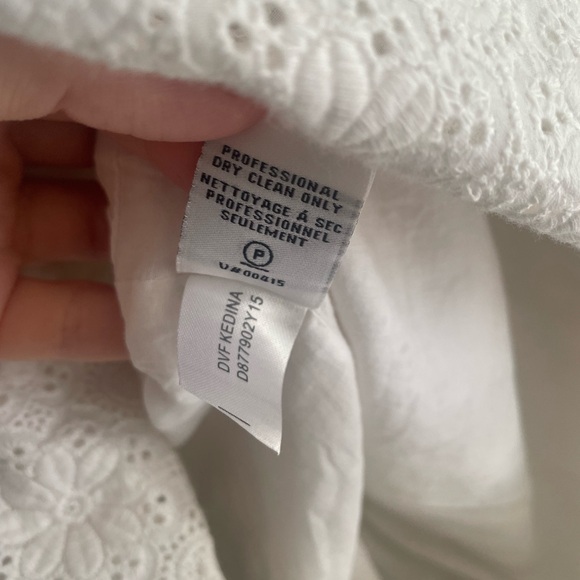 PROFESSIONAL
DRY CLEAN ONLY
NETTOYAGE À SEC
PROFESSIONNEL
SEULEMENT
P
V#00415
DVF KEDINA
D877902Y15